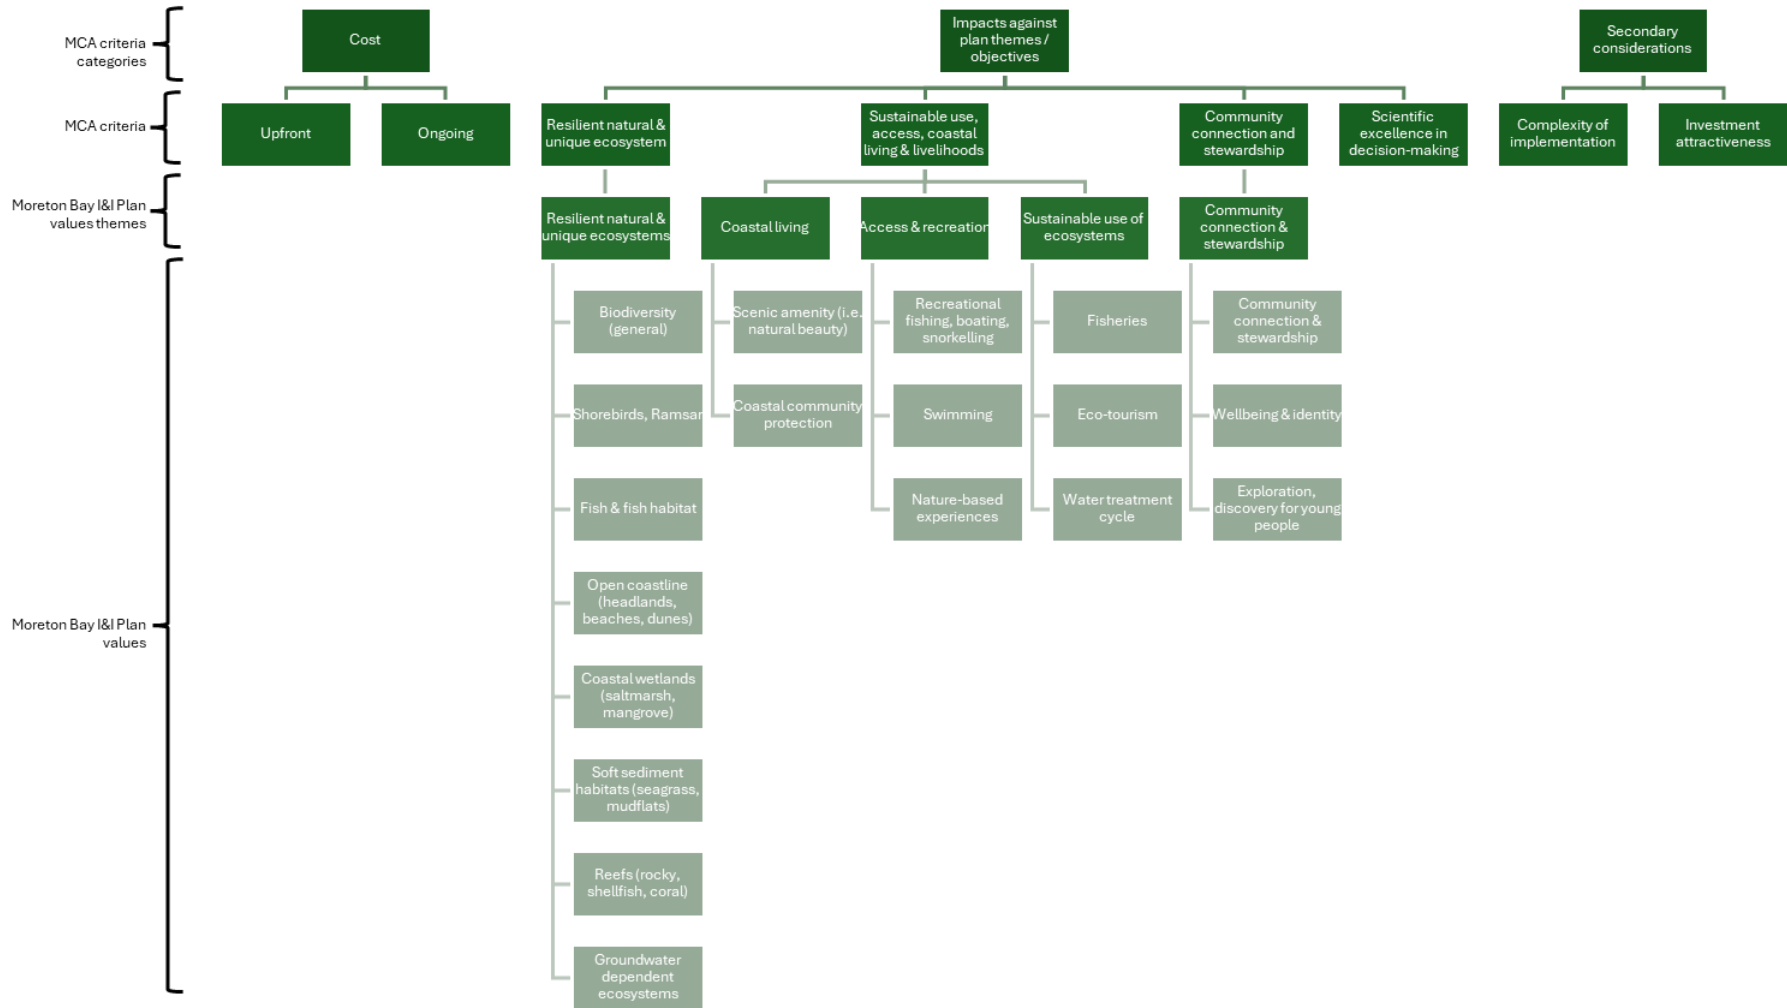 MCA criteria
categories
Cost
Impacts against
plan themes /
objectives
Secondary
considerations
MCA criteria
Upfront
Ongoing
Resilient natural &
unique ecosystem
Sustainable use,
access, coastal
living & livelihoods
Community
connection and
stewardship
Scientific
excellence in
decision-making
Complexity of
implementation
Investment
attractiveness
Moreton Bay I&I Plan
values themes
Resilient natural &
unique ecosystems
Coastal living
Access & recreation
Sustainable use of
ecosystems
Community
connection &
stewardship
Moreton Bay I&I Plan
values
Biodiversity
(general)
Shorebirds, Ramsar
Fish & fish habitat
Open coastline
(headlands,
beaches, dunes)
Coastal wetlands
(saltmarsh,
mangrove)
Soft sediment
habitats (seagrass,
mudflats)
Reefs (rocky,
shellfish, coral)
Groundwater
dependent
ecosystems
Scenic amenity (i.e.
natural beauty)
Coastal community
protection
Recreational
fishing, boating,
snorkelling
Swimming
Nature-based
experiences
Fisheries
Eco-tourism
Water treatment
cycle
Community
connection &
stewardship
Wellbeing & identity
Exploration,
discovery for young
people